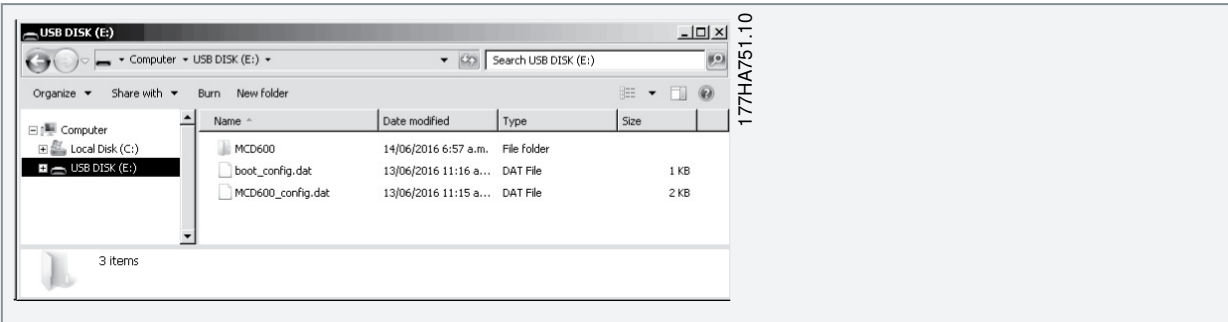 USB DISK (E:)
Computer USB DISK (E:) Search USB DISK (E:)
Organize Share with Burn New folder
Name Date modified Type Size
Computer
Local Disk (C:)
USB DISK (E:)
MCD600 14/06/2016 6:57 a.m. File folder
boot_config.dat 13/06/2016 11:16 a... DAT File 1 KB
MCD600_config.dat 13/06/2016 11:15 a... DAT File 2 KB
3 items
177HA751.10